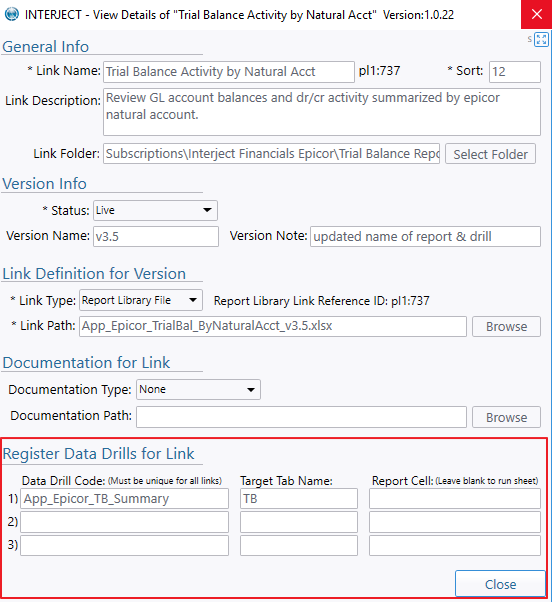 INTERJECT - View Details of "Trial Balance Activity by Natural Acct"  Version:1.0.22
s
General Info
* Link Name: Trial Balance Activity by Natural Acct pl1:737 * Sort: 12
Link Description: Review GL account balances and dr/cr activity summarized by epicor
natural account.
Link Folder: Subscriptions\Interject Financials Epicor\Trial Balance Repo Select Folder
Version Info
* Status: Live
Version Name: v3.5 Version Note: updated name of report & drill
Link Definition for Version
* Link Type: Report Library File Report Library Link Reference ID: pl1:737
* Link Path: App_Epicor_TrialBal_ByNaturalAcct_v3.5.xlsx Browse
Documentation for Link
Documentation Type: None
Documentation Path: Browse
Register Data Drills for Link
Data Drill Code: (Must be unique for all links) Target Tab Name: Report Cell: (Leave blank to run sheet)
1) App_Epicor_TB_Summary TB
2)
3)
Close